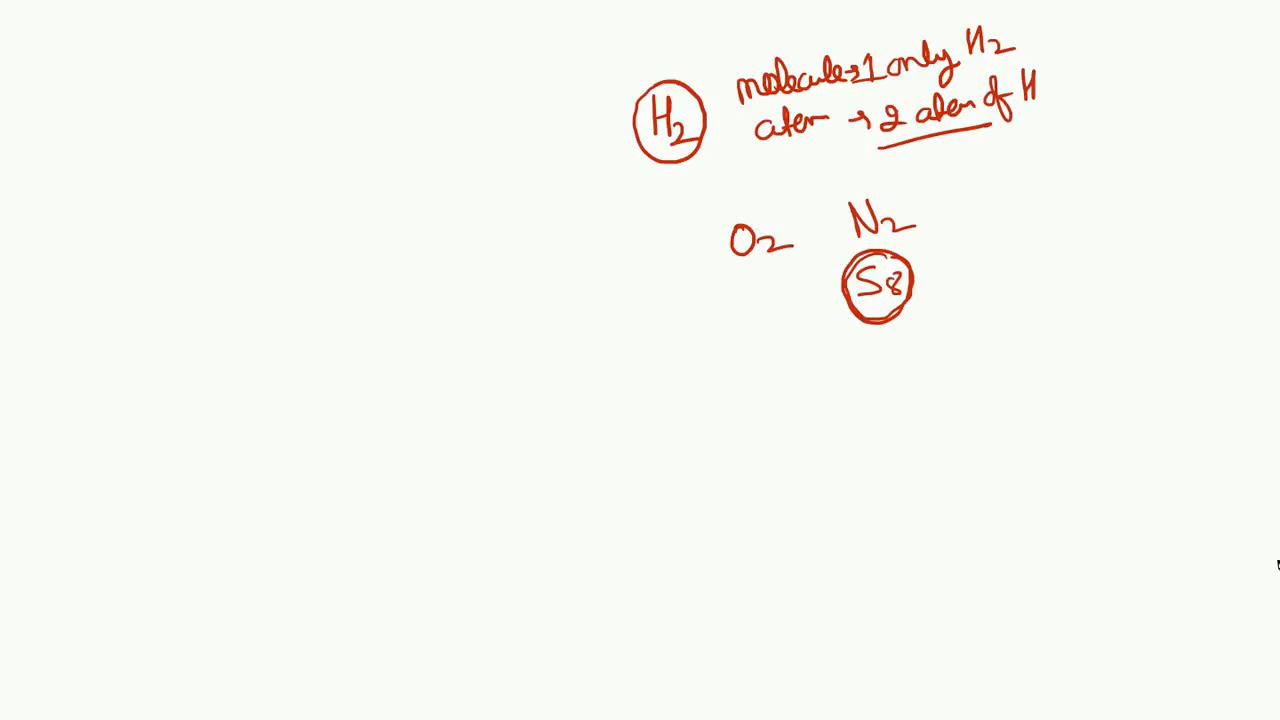 H2
molecule → 1 only H2
atom → 2 atom of H
O2 N2
S8